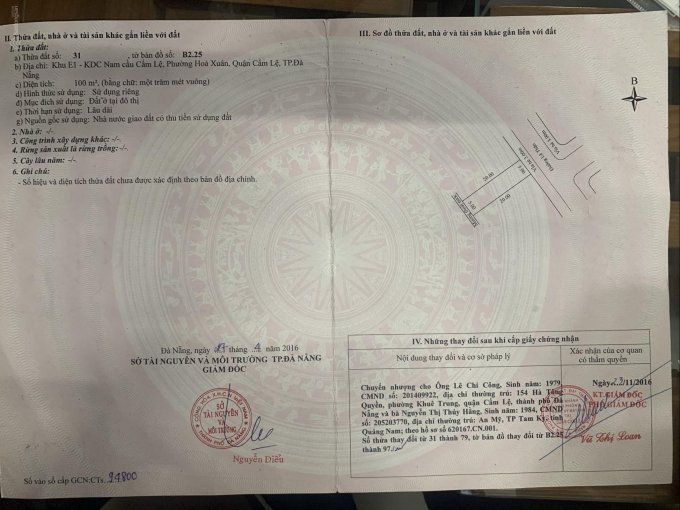 II. Thửa đất, nhà ở và tài sản khác gắn liền với đất
1. Thửa đất:
a) Thửa đất số: 31 , tờ bản đồ số: B2.25
b) Địa chỉ: Khu E1 - KDC Nam cầu Cẩm Lệ, Phường Hoà Xuân, Quận Cẩm Lệ, TP.Đà
Nẵng
c) Diện tích: 100 m², (bằng chữ: một trăm mét vuông)
d) Hình thức sử dụng: Sử dụng riêng
đ) Mục đích sử dụng: Đất ở tại đô thị
e) Thời hạn sử dụng: Lâu dài
g) Nguồn gốc sử dụng: Nhà nước giao đất có thu tiền sử dụng đất
2. Nhà ở: -/-
3. Công trình xây dựng khác: -/-
4. Rừng sản xuất là rừng trồng: -/-.
5. Cây lâu năm: -/-
6. Ghi chú:
- Số hiệu và diện tích thửa đất chưa được xác định theo bản đồ địa chính.
Đà Nẵng, ngày tháng 4 năm 2016
SỞ TÀI NGUYÊN VÀ MÔI TRƯỜNG TP.ĐÀ NẴNG
GIÁM ĐỐC
SỞ
TÀI NGUYÊN
VÀ
MÔI TRƯỜNG
Nguyễn Điểu
Số vào sổ cấp GCN:CTs. 94800
III. Sơ đồ thửa đất, nhà ở và tài sản khác gắn liền với đất
B
20.00
5.00
5.00
20.00
IV. Những thay đổi sau khi cấp giấy chứng nhận
Nội dung thay đổi và cơ sở pháp lý
Xác nhận của cơ quan
có thẩm quyền
Chuyển nhượng cho Ông Lê Chí Công, Sinh năm: 1979
CMND số: 201409922, địa chỉ thường trú: 154 Hà Tông
Quyền, phường Khuê Trung, quận Cẩm Lệ, thành phố Đà
Nẵng và bà Nguyễn Thị Thúy Hằng, Sinh năm: 1984, CMND
số: 205203770, địa chỉ thường trú: An Mỹ, TP Tam Kỳ, tỉnh
Quảng Nam; theo hồ sơ số 620167.CN.001.
Số thửa thay đổi từ 31 thành 79, tờ bản đồ thay đổi từ B2.25
thành 97
Ngày 22/11/2016
KT.GIÁM ĐỐC
PHÓ GIÁM ĐỐC
Vũ Thị Loan